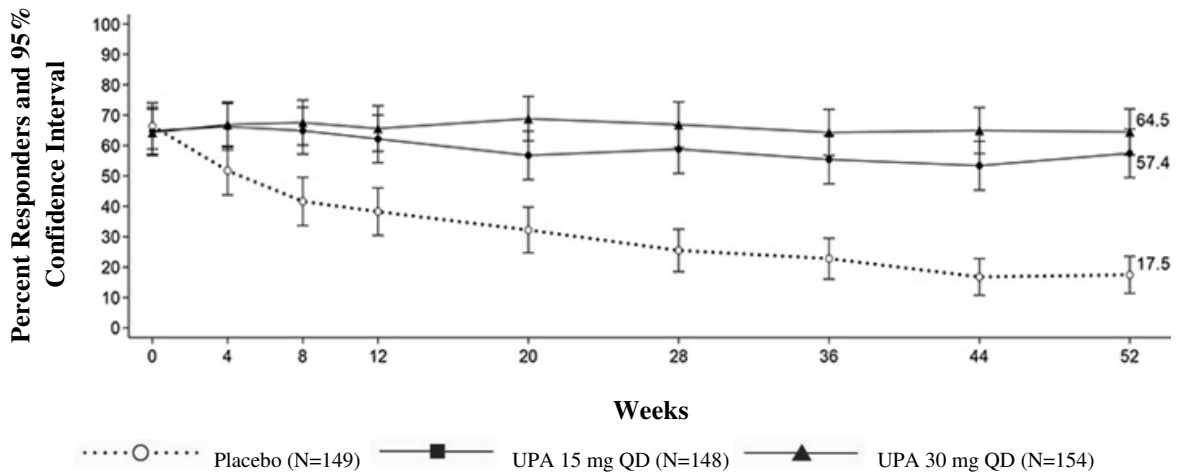 Percent Responders and 95%
Confidence Interval
100
90
80
70
60
50
40
30
20
10
0
64.5
57.4
17.5
0 4 8 12 20 28 36 44 52
Weeks
Placebo (N=149) UPA 15 mg QD (N=148) UPA 30 mg QD (N=154)